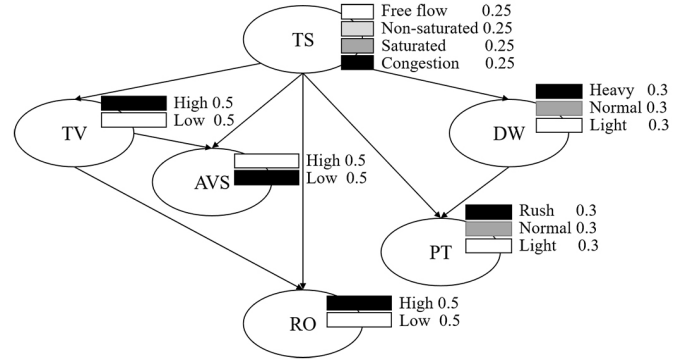 TS
Free flow 0.25
Non-saturated 0.25
Saturated 0.25
Congestion 0.25
TV
High 0.5
Low 0.5
AVS
High 0.5
Low 0.5
DW
Heavy 0.3
Normal 0.3
Light 0.3
PT
Rush 0.3
Normal 0.3
Light 0.3
RO
High 0.5
Low 0.5